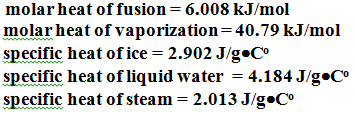 molar heat of fusion = 6.008 kJ/mol
molar heat of vaporization = 40.79 kJ/mol
specific heat of ice = 2.902 J/g●Cº
specific heat of liquid water = 4.184 J/g●Cº
specific heat of steam = 2.013 J/g●Cº